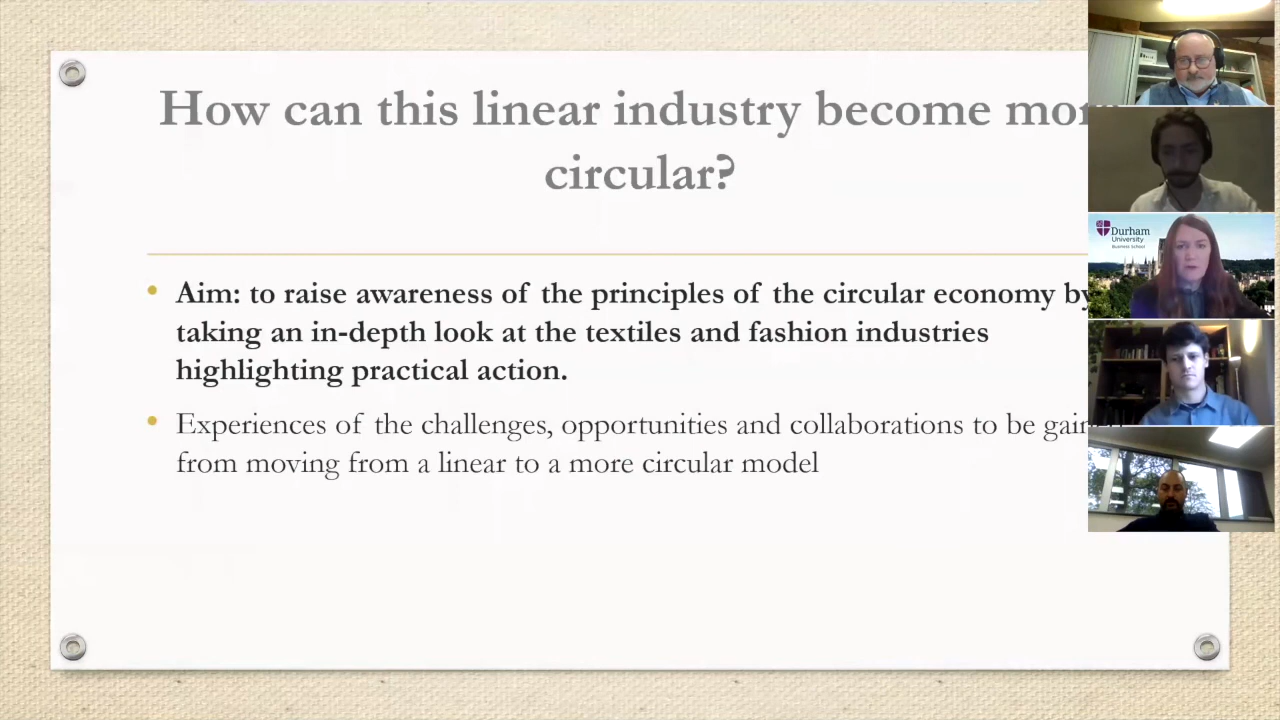 How can this linear industry become
circular?
Aim: to raise awareness of the principles of the circular economy by
taking an in-depth look at the textiles and fashion industries
highlighting practical action.
Experiences of the challenges, opportunities and collaborations to be
from moving from a linear to a more circular model
Durham
University
Business School